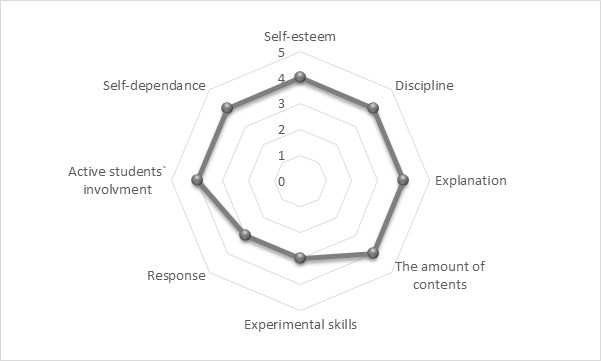 Self-esteem
5
Self-dependance
Discipline
4
3
2
Active students`
involvment
1
0
Explanation
Response
The amount of
contents
Experimental skills